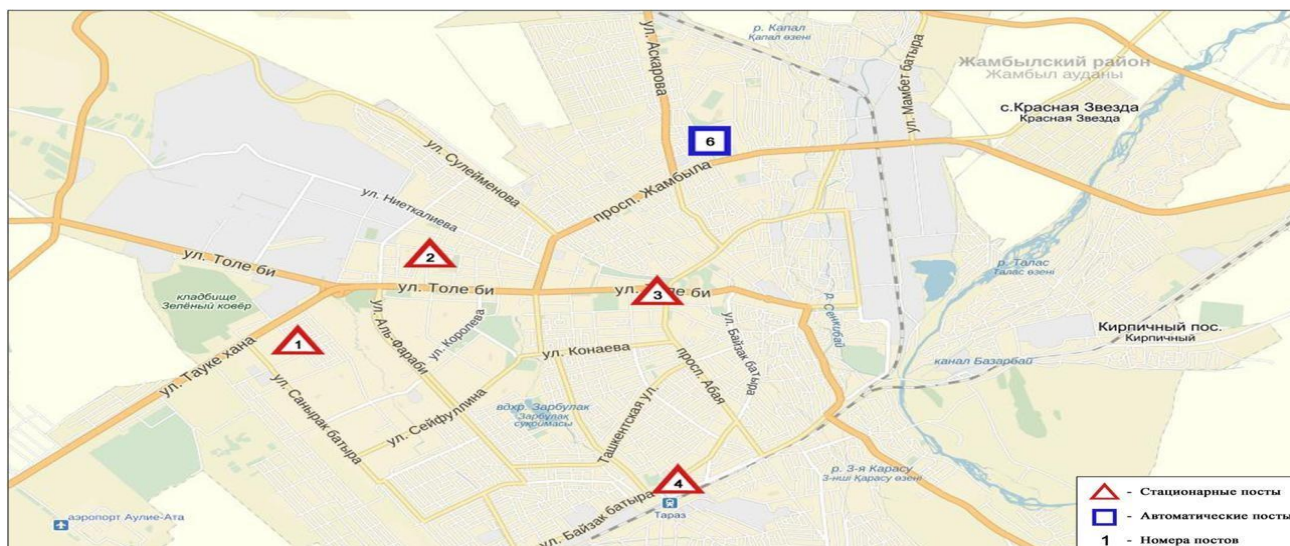 р. Капал
Қапал өзені
ул. Аскарова
ул. Мамбет батыра
Жамбылский район
Жамбыл ауданы
с.Красная Звезда
Красная Звезда
6
ул. Сулейменова
просп. Жамбыла
ул. Ниеткалиева
ул. Толе би
2
р. Талас
Талас өзені
кладбище
Зелёный ковёр
ул. Толе би
ул. Толе би
3
р. Сенкибай
1
ул. Тауке хана
ул. Аль-Фараби
ул. Королева
ул. Конаева
ул. Байзак батыра
Кирпичный пос.
Кирпичный
канал Базарбай
просп. Абая
ул. Санырак батыра
ул. Сейфуллина
вдхр. Зарбулак
Зарбулақ
суқоймасы
Ташкентская ул.
4
р. 3-я Карасу
3-нші Қарасу өзені
ул. Байзак батыра
Тараз
аэропорт Аулие-Ата
- Стационарные посты
- Автоматические посты
1 - Номера постов